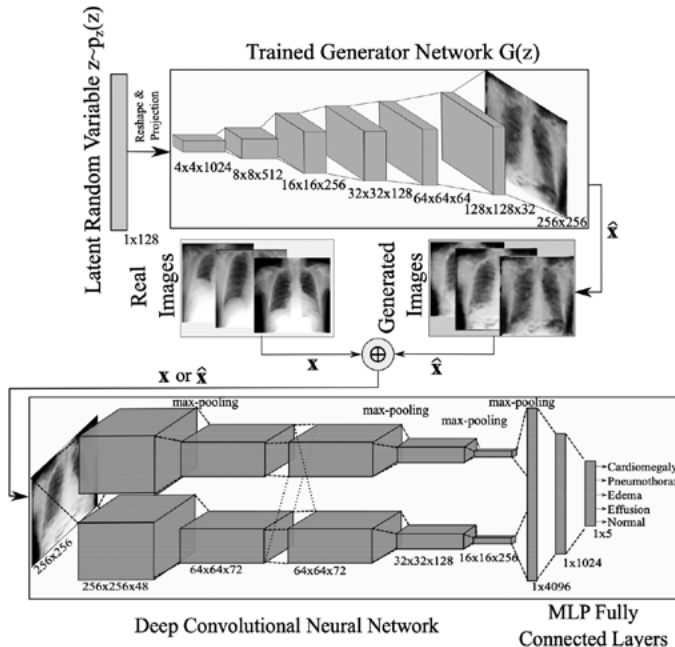 Trained Generator Network G(z)
Latent Random Variable z~p_z(z)
Reshape &
Projection
4x4x1024
8x8x512
16x16x256
32x32x128
64x64x64
128x128x32
256x256
1x128
x̂
Real
Images
Generated
Images
x
⊕
x̂
x or x̂
max-pooling
max-pooling
max-pooling
max-pooling
Cardiomegaly
Pneumothorax
Edema
Effusion
Normal
1x5
256x256
256x256x48
64x64x72
64x64x72
32x32x128
16x16x256
1x4096
1x1024
Deep Convolutional Neural Network
MLP Fully
Connected Layers